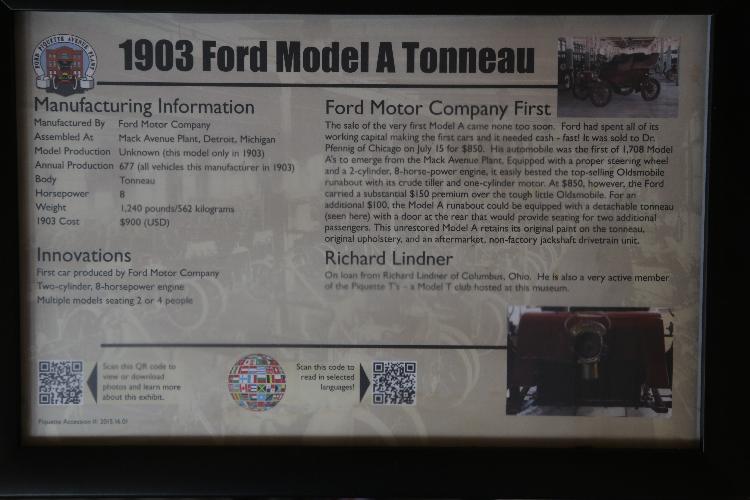 FORD PIQUETTE AVENUE PLANT
1903 Ford Model A Tonneau
Manufacturing Information
Manufactured By Ford Motor Company
Assembled At Mack Avenue Plant, Detroit, Michigan
Model Production Unknown (this model only in 1903)
Annual Production 677 (all vehicles this manufacturer in 1903)
Body Tonneau
Horsepower 8
Weight 1,240 pounds/562 kilograms
1903 Cost $900 (USD)
Innovations
First car produced by Ford Motor Company
Two-cylinder, 8-horsepower engine
Multiple models seating 2 or 4 people
Ford Motor Company First
The sale of the very first Model A came none too soon. Ford had spent all of its
working capital making the first cars and it needed cash - fast! It was sold to Dr.
Pfennig of Chicago on July 15 for $850. His automobile was the first of 1,708 Model
A's to emerge from the Mack Avenue Plant. Equipped with a proper steering wheel
and a 2-cylinder, 8-horse-power engine, it easily bested the top-selling Oldsmobile
runabout with its crude tiller and one-cylinder motor. At $850, however, the Ford
carried a substantial $150 premium over the tough little Oldsmobile. For an
additional $100, the Model A runabout could be equipped with a detachable tonneau
(seen here) with a door at the rear that would provide seating for two additional
passengers. This unrestored Model A retains its original paint on the tonneau,
original upholstery, and an aftermarket, non-factory jackshaft drivetrain unit.
Richard Lindner
On loan from Richard Lindner of Columbus, Ohio. He is also a very active member
of the Piquette T's - a Model T club hosted at this museum.
Scan this QR code to
view or download
photos and learn more
about this exhibit.
Scan this code to
read in selected
languages!
Piquette Accession #: 2015.16.01